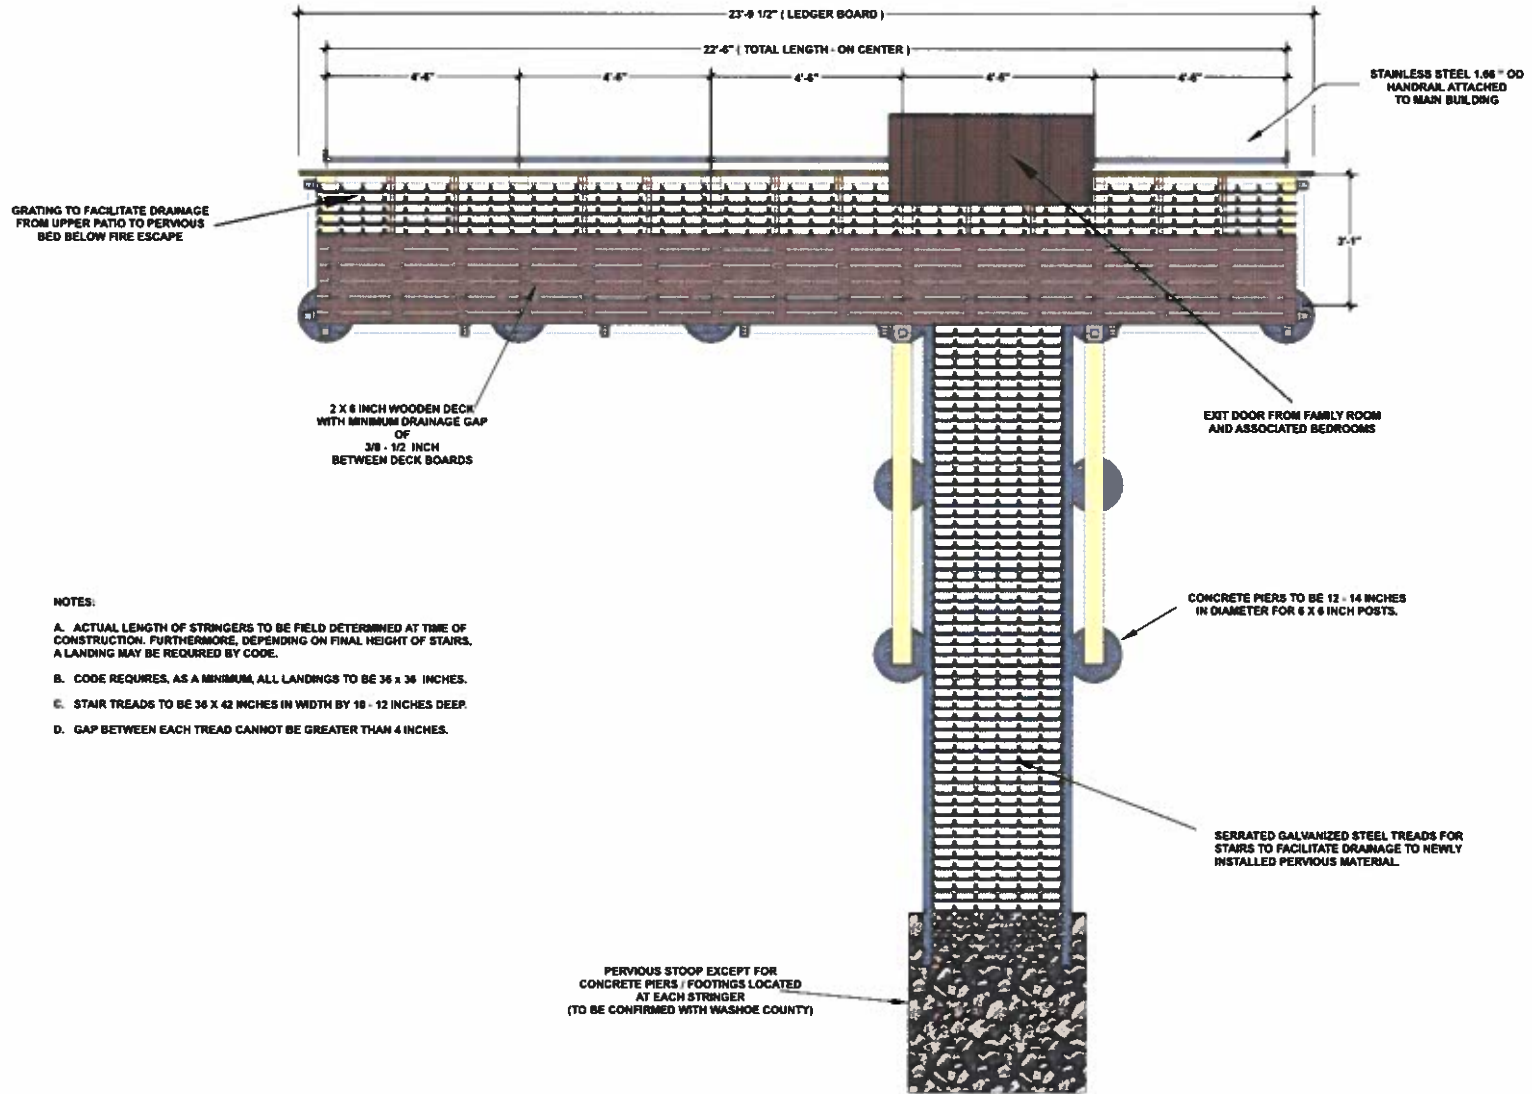 23'-9 1/2" ( LEDGER BOARD )
22'-6" ( TOTAL LENGTH - ON CENTER )
4'-6" 4'-6" 4'-6" 4'-6" 4'-6"
STAINLESS STEEL 1.66 " OD
HANDRAIL ATTACHED
TO MAIN BUILDING
GRATING TO FACILITATE DRAINAGE
FROM UPPER PATIO TO PERVIOUS
BED BELOW FIRE ESCAPE
3'-1"
2 X 6 INCH WOODEN DECK
WITH MINIMUM DRAINAGE GAP
OF
3/8 - 1/2 INCH
BETWEEN DECK BOARDS
EXIT DOOR FROM FAMILY ROOM
AND ASSOCIATED BEDROOMS
NOTES:
A. ACTUAL LENGTH OF STRINGERS TO BE FIELD DETERMINED AT TIME OF
CONSTRUCTION. FURTHERMORE, DEPENDING ON FINAL HEIGHT OF STAIRS,
A LANDING MAY BE REQUIRED BY CODE.
B. CODE REQUIRES, AS A MINIMUM, ALL LANDINGS TO BE 36 x 36 INCHES.
C. STAIR TREADS TO BE 36 X 42 INCHES IN WIDTH BY 10 - 12 INCHES DEEP.
D. GAP BETWEEN EACH TREAD CANNOT BE GREATER THAN 4 INCHES.
CONCRETE PIERS TO BE 12 - 14 INCHES
IN DIAMETER FOR 6 X 6 INCH POSTS.
SERRATED GALVANIZED STEEL TREADS FOR
STAIRS TO FACILITATE DRAINAGE TO NEWLY
INSTALLED PERVIOUS MATERIAL.
PERVIOUS STOOP EXCEPT FOR
CONCRETE PIERS / FOOTINGS LOCATED
AT EACH STRINGER
(TO BE CONFIRMED WITH WASHOE COUNTY)